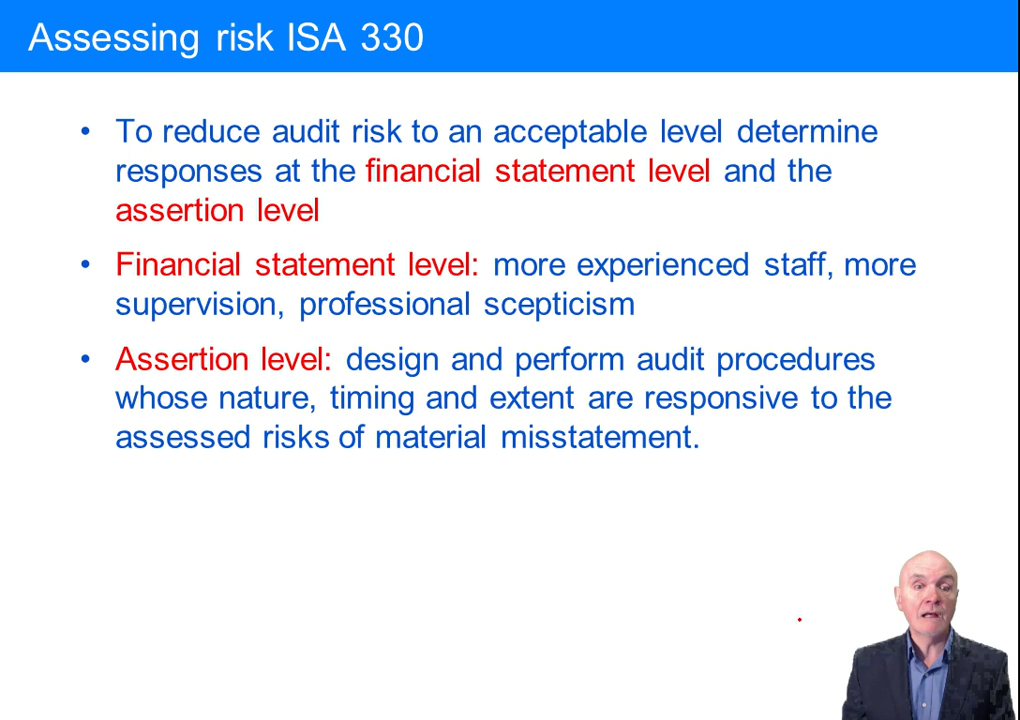 Assessing risk ISA 330
• To reduce audit risk to an acceptable level determine
responses at the financial statement level and the
assertion level
• Financial statement level: more experienced staff, more
supervision, professional scepticism
• Assertion level: design and perform audit procedures
whose nature, timing and extent are responsive to the
assessed risks of material misstatement.